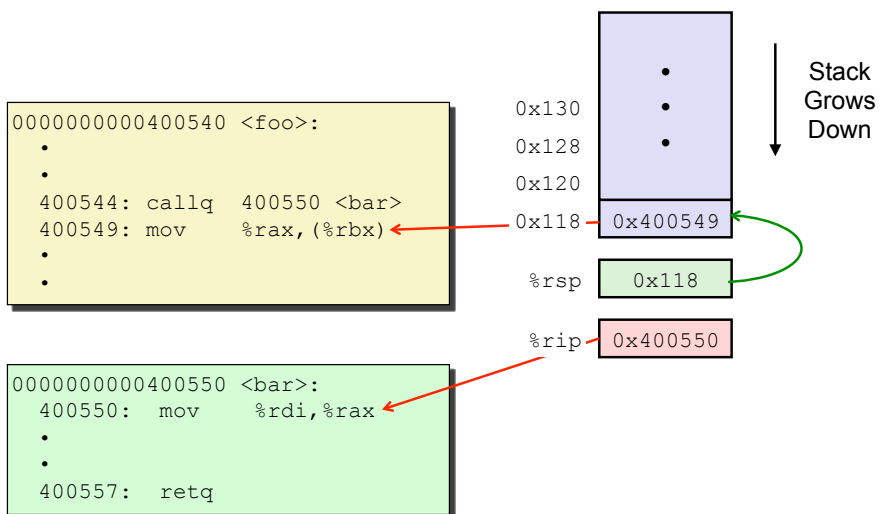 0000000000400540 <foo>:
•
•
400544: callq 400550 <bar>
400549: mov %rax,(%rbx)
•
•
0000000000400550 <bar>:
400550: mov %rdi,%rax
•
•
400557: retq
•
0x130 •
0x128 •
0x120
0x118 0x400549
%rsp 0x118
%rip 0x400550
Stack
Grows
Down